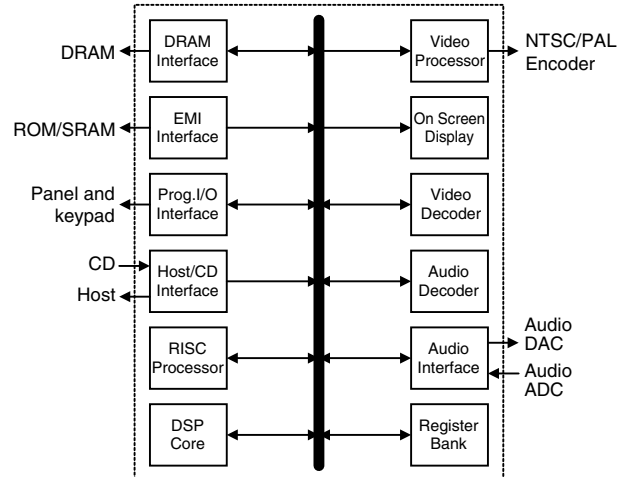 DRAM
DRAM
Interface
Video
Processor
NTSC/PAL
Encoder
ROM/SRAM
EMI
Interface
On Screen
Display
Panel and
keypad
Prog.I/O
Interface
Video
Decoder
CD
Host
Host/CD
Interface
Audio
Decoder
RISC
Processor
Audio
Interface
Audio
DAC
Audio
ADC
DSP
Core
Register
Bank